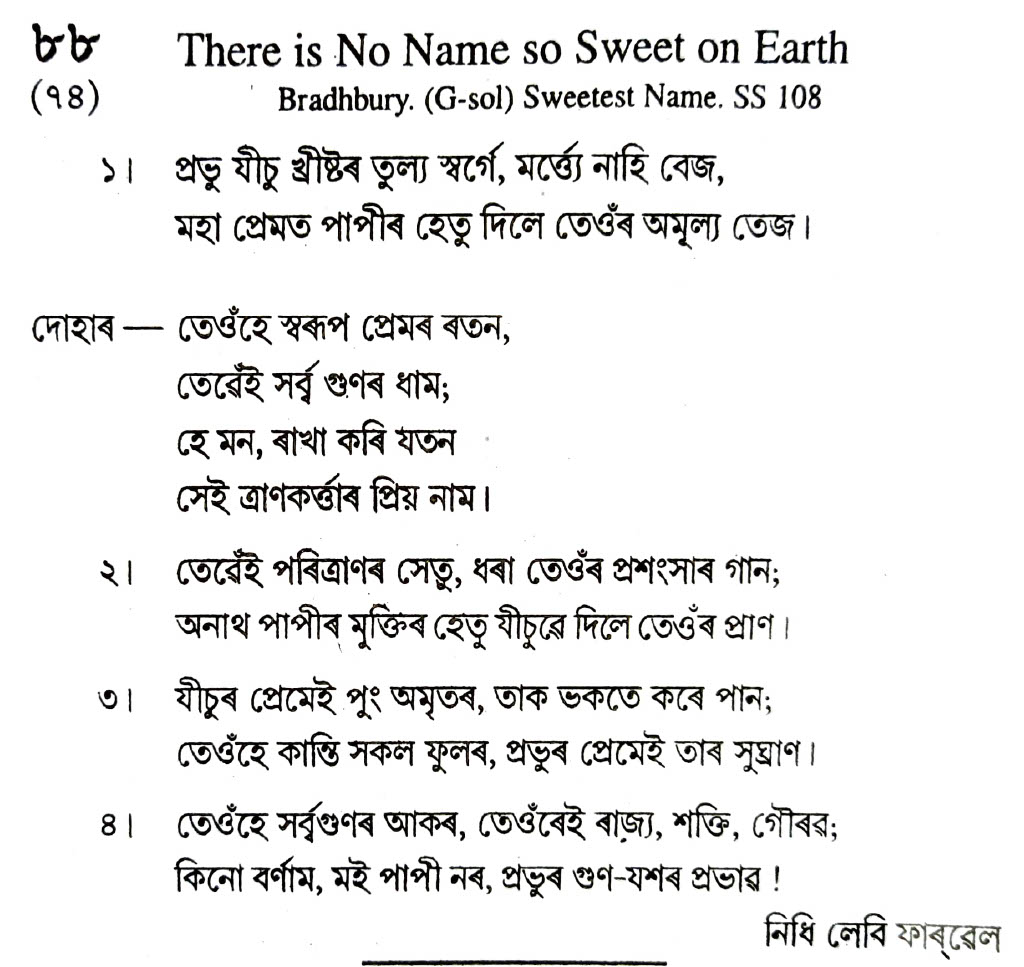 ৮৮ There is No Name so Sweet on Earth
(৭৪) Bradhbury. (G-sol) Sweetest Name. SS 108
১। প্ৰভু যীচু খ্ৰীষ্টৰ তুল্য স্বৰ্গে, মৰ্ত্ত্যে নাহি বেজ,
মহা প্ৰেমত পাপীৰ হেতু দিলে তেওঁৰ অমূল্য তেজ।
দোহাৰ — তেওঁহে স্বৰূপ প্ৰেমৰ ৰতন,
তেৱেঁই সৰ্ব্ব গুণৰ ধাম;
হে মন, ৰাখা কৰি যতন
সেই ত্ৰাণকৰ্ত্তাৰ প্ৰিয় নাম।
২। তেৱেঁই পৰিত্ৰাণৰ সেতু, ধৰা তেওঁৰ প্ৰশংসাৰ গান;
অনাথ পাপীৰ মুক্তিৰ হেতু যীচুৱে দিলে তেওঁৰ প্ৰাণ।
৩। যীচুৰ প্ৰেমেই পুং অমৃতৰ, তাক ভকতে কৰে পান;
তেওঁহে কান্তি সকল ফুলৰ, প্ৰভুৰ প্ৰেমেই তাৰ সুঘ্ৰাণ।
৪। তেওঁহে সৰ্ব্বগুণৰ আকৰ, তেওঁৰেই ৰাজ্য, শক্তি, গৌৰৱ;
কিনো বৰ্ণাম, মই পাপী নৰ, প্ৰভুৰ গুণ-যশৰ প্ৰভাৱ !
নিধি লেবি ফাৰ্‌ৱেল